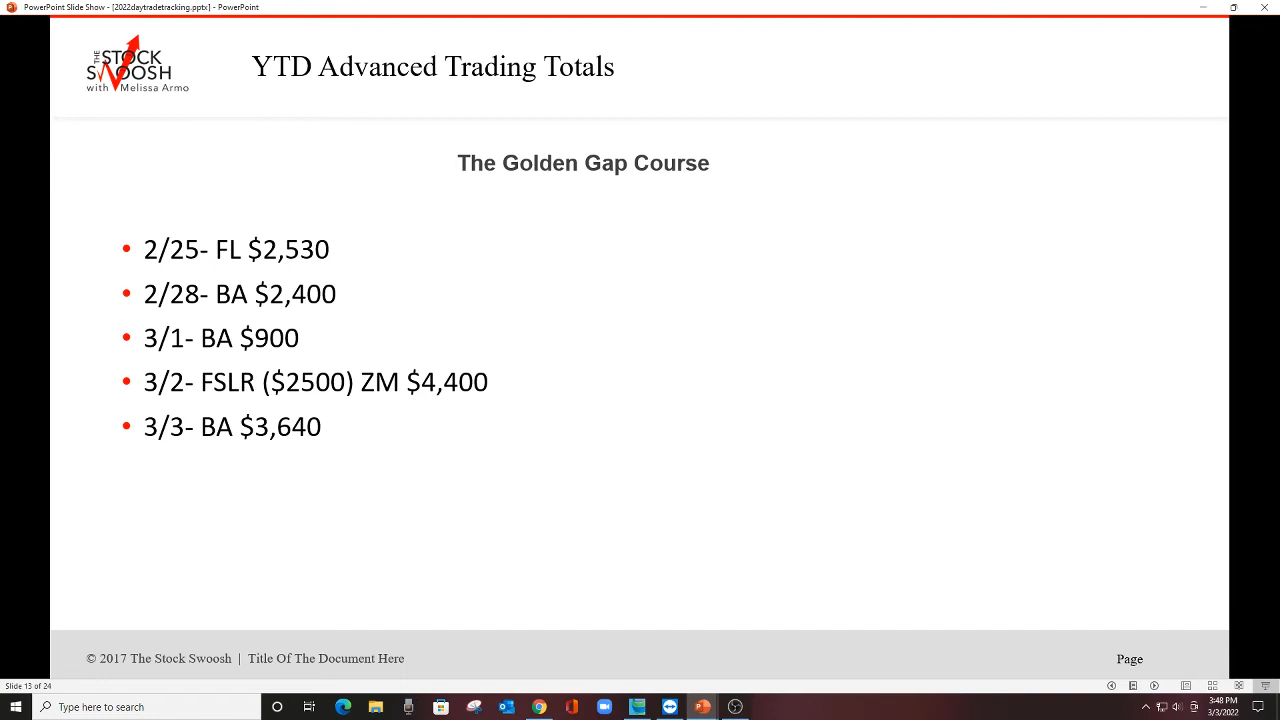 PowerPoint Slide Show - [2022daytradetracking.pptx] - PowerPoint
THE STOCK
SWOOSH
with Melissa Armo
YTD Advanced Trading Totals
The Golden Gap Course
• 2/25- FL $2,530
• 2/28- BA $2,400
• 3/1- BA $900
• 3/2- FSLR ($2500) ZM $4,400
• 3/3- BA $3,640
© 2017 The Stock Swoosh | Title Of The Document Here
Page
Slide 13 of 24
Type here to search
3:48 PM
3/3/2022